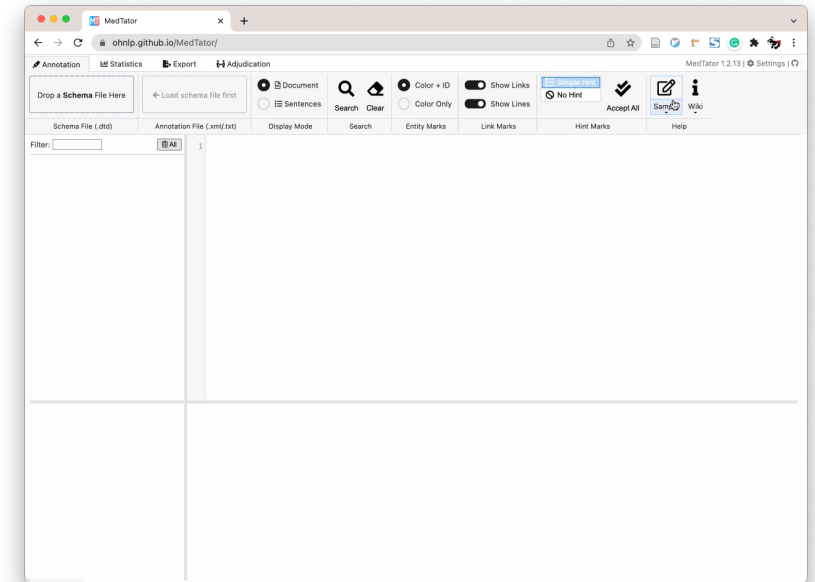 MedTator
ohnlp.github.io/MedTator/
Annotation Statistics Export Adjudication MedTator 1.2.13 | Settings |
Drop a Schema File Here
Load schema file first
Document
Sentences
Search Clear
Color + ID
Color Only
Show Links
Show Lines
Simple Hint
No Hint
Accept All
Sample Wiki
Schema File (.dtd) Annotation File (.xml/.txt) Display Mode Search Entity Marks Link Marks Hint Marks Help
Filter: All 1